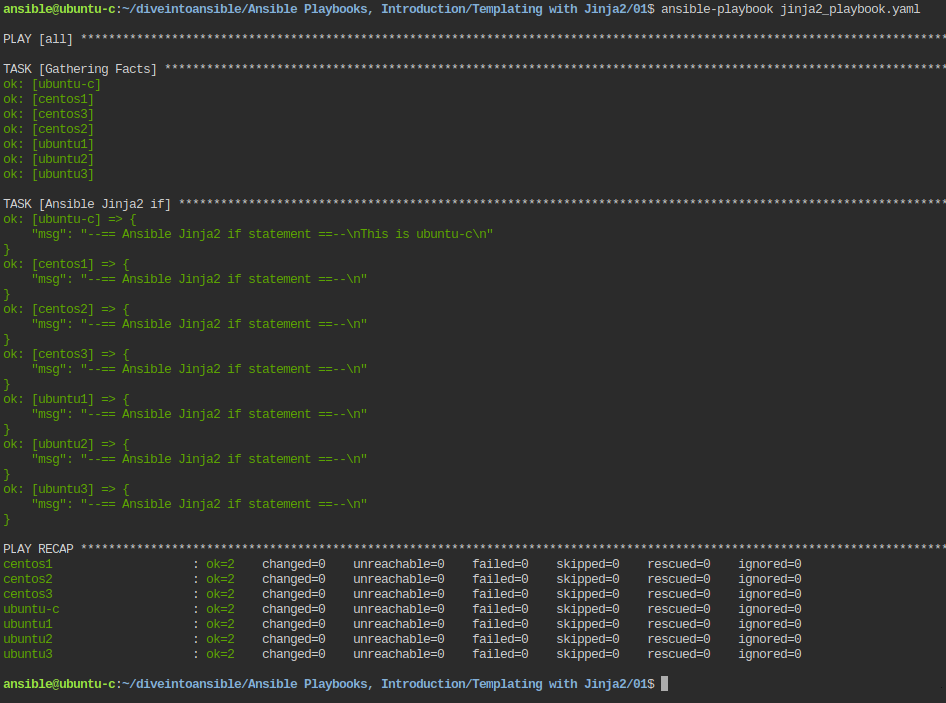 ansible@ubuntu-c:~/diveintoansible/Ansible Playbooks, Introduction/Templating with Jinja2/01$ ansible-playbook jinja2_playbook.yaml
PLAY [all] ***************************************************************************************************************************
TASK [Gathering Facts] ***************************************************************************************************************
ok: [ubuntu-c]
ok: [centos1]
ok: [centos3]
ok: [centos2]
ok: [ubuntu1]
ok: [ubuntu2]
ok: [ubuntu3]
TASK [Ansible Jinja2 if] *************************************************************************************************************
ok: [ubuntu-c] => {
    "msg": "--== Ansible Jinja2 if statement ==--\nThis is ubuntu-c\n"
}
ok: [centos1] => {
    "msg": "--== Ansible Jinja2 if statement ==--\n"
}
ok: [centos2] => {
    "msg": "--== Ansible Jinja2 if statement ==--\n"
}
ok: [centos3] => {
    "msg": "--== Ansible Jinja2 if statement ==--\n"
}
ok: [ubuntu1] => {
    "msg": "--== Ansible Jinja2 if statement ==--\n"
}
ok: [ubuntu2] => {
    "msg": "--== Ansible Jinja2 if statement ==--\n"
}
ok: [ubuntu3] => {
    "msg": "--== Ansible Jinja2 if statement ==--\n"
}
PLAY RECAP ***************************************************************************************************************************
centos1                    : ok=2    changed=0    unreachable=0    failed=0    skipped=0    rescued=0    ignored=0
centos2                    : ok=2    changed=0    unreachable=0    failed=0    skipped=0    rescued=0    ignored=0
centos3                    : ok=2    changed=0    unreachable=0    failed=0    skipped=0    rescued=0    ignored=0
ubuntu-c                   : ok=2    changed=0    unreachable=0    failed=0    skipped=0    rescued=0    ignored=0
ubuntu1                    : ok=2    changed=0    unreachable=0    failed=0    skipped=0    rescued=0    ignored=0
ubuntu2                    : ok=2    changed=0    unreachable=0    failed=0    skipped=0    rescued=0    ignored=0
ubuntu3                    : ok=2    changed=0    unreachable=0    failed=0    skipped=0    rescued=0    ignored=0
ansible@ubuntu-c:~/diveintoansible/Ansible Playbooks, Introduction/Templating with Jinja2/01$